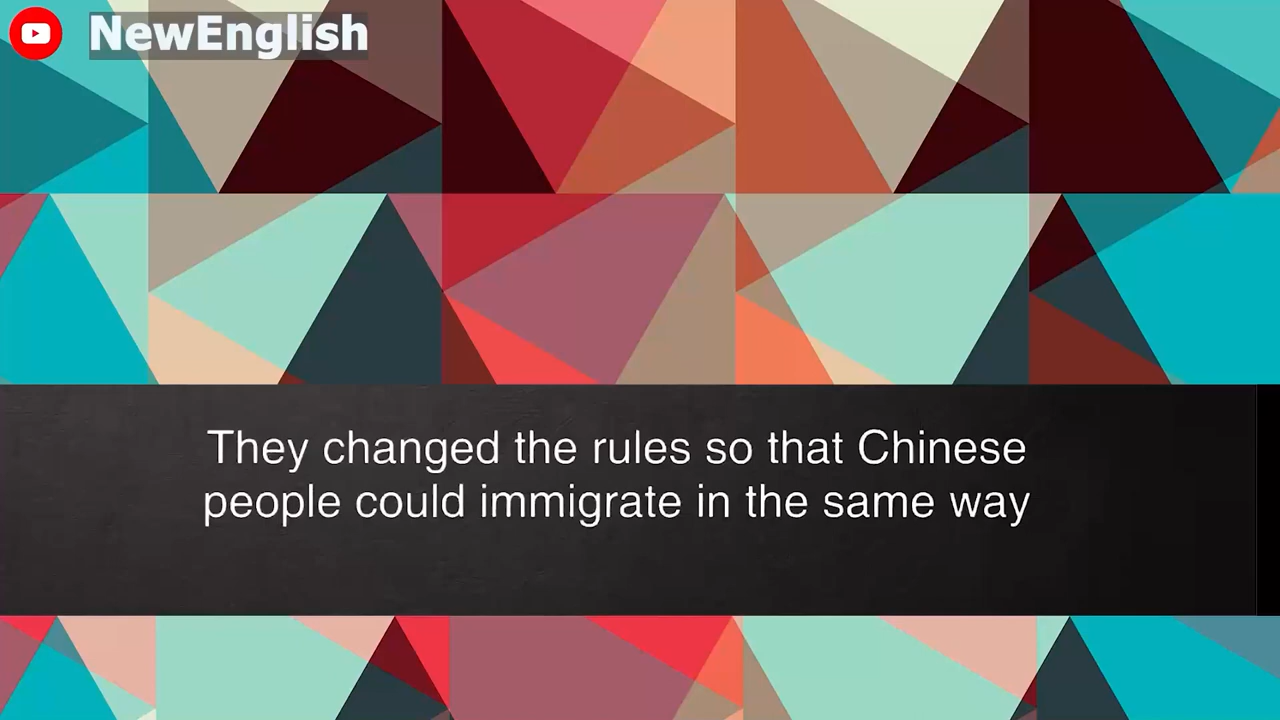 NewEnglish
They changed the rules so that Chinese
people could immigrate in the same way